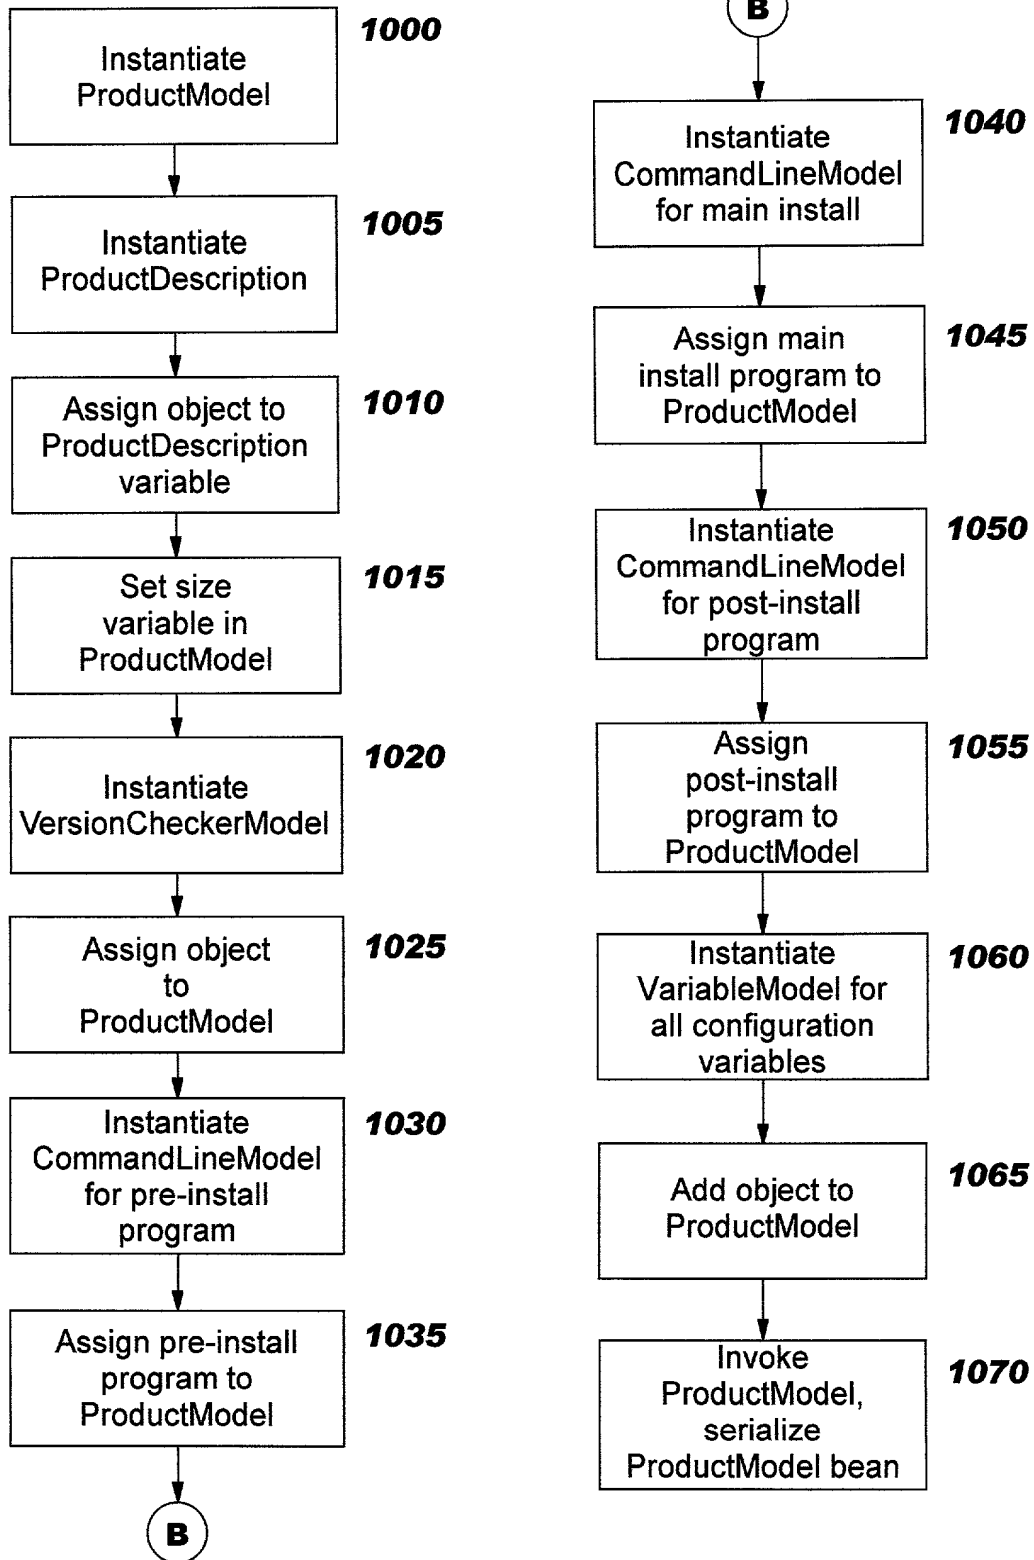 1000
Instantiate
ProductModel
1005
Instantiate
ProductDescription
1010
Assign object to
ProductDescription
variable
1015
Set size
variable in
ProductModel
1020
Instantiate
VersionCheckerModel
1025
Assign object
to
ProductModel
1030
Instantiate
CommandLineModel
for pre-install
program
1035
Assign pre-install
program to
ProductModel
B
B
1040
Instantiate
CommandLineModel
for main install
1045
Assign main
install program to
ProductModel
1050
Instantiate
CommandLineModel
for post-install
program
1055
Assign
post-install
program to
ProductModel
1060
Instantiate
VariableModel for
all configuration
variables
1065
Add object to
ProductModel
1070
Invoke
ProductModel,
serialize
ProductModel bean